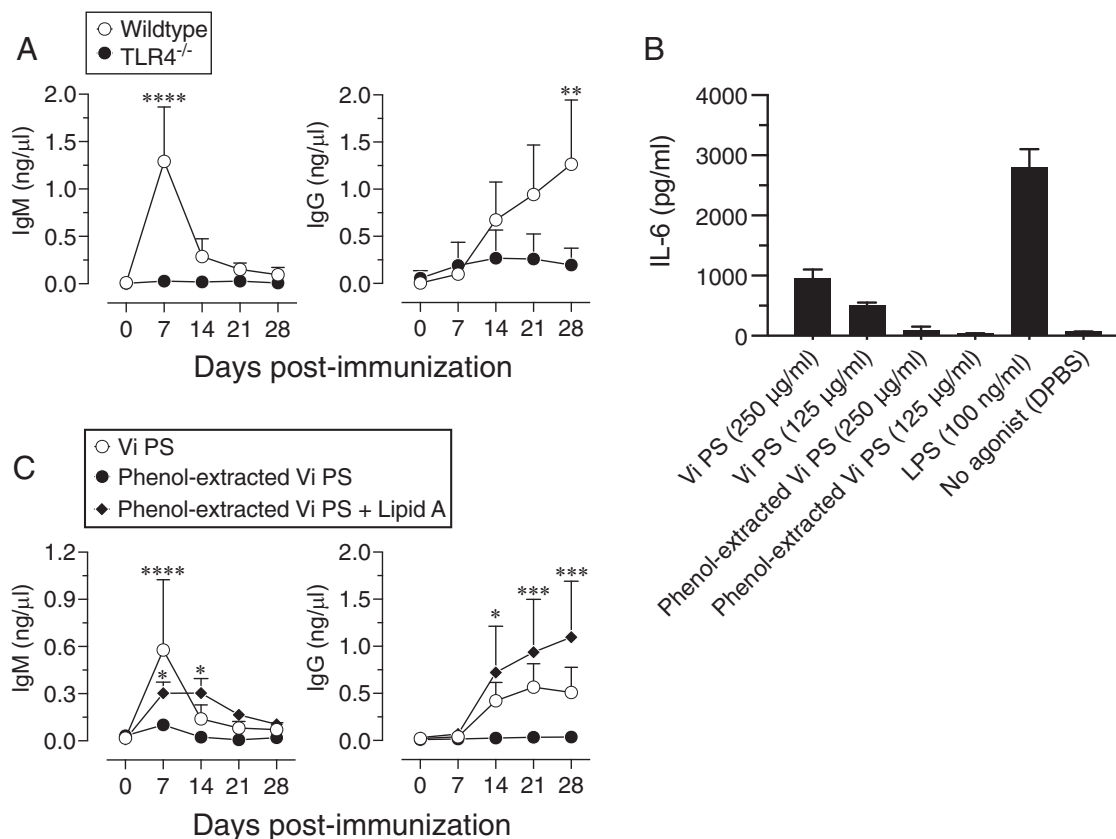 A
Wildtype
TLR4-/-
IgM (ng/μl)
2.0
1.5
1.0
0.5
0.0
****
0 7 14 21 28
IgG (ng/μl)
2.0
1.5
1.0
0.5
0.0
**
0 7 14 21 28
Days post-immunization
B
IL-6 (pg/ml)
4000
3000
2000
1000
0
Vi PS (250 μg/ml)
Vi PS (125 μg/ml)
Phenol-extracted Vi PS (250 μg/ml)
Phenol-extracted Vi PS (125 μg/ml)
LPS (100 ng/ml)
No agonist (DPBS)
C
Vi PS
Phenol-extracted Vi PS
Phenol-extracted Vi PS + Lipid A
IgM (ng/μl)
1.2
0.9
0.6
0.3
0.0
****
*
*
0 7 14 21 28
IgG (ng/μl)
2.0
1.5
1.0
0.5
0.0
*
***
***
0 7 14 21 28
Days post-immunization